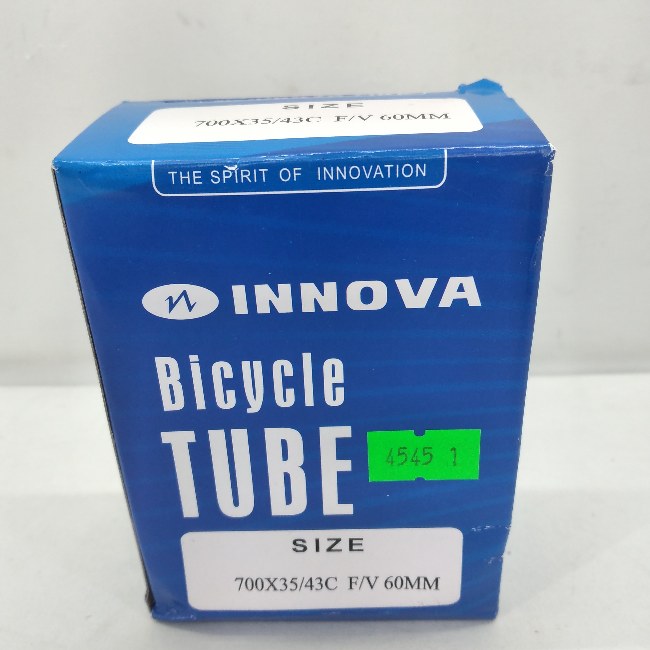 SIZE
700X35/43C F/V 60MM
THE SPIRIT OF INNOVATION
INNOVA
Bicycle
TUBE
4545 1
SIZE
700X35/43C F/V 60MM